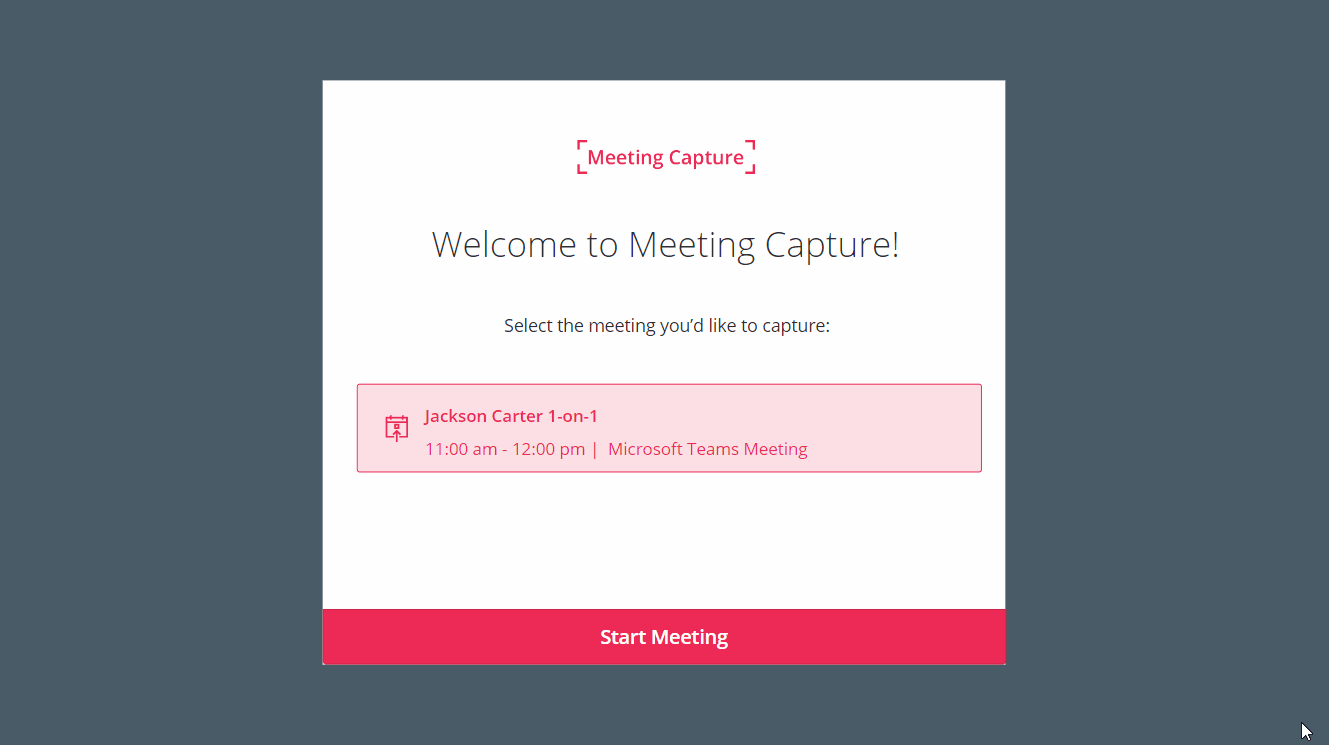 Meeting Capture
Welcome to Meeting Capture!
Select the meeting you’d like to capture:
Jackson Carter 1-on-1
11:00 am - 12:00 pm | Microsoft Teams Meeting
Start Meeting